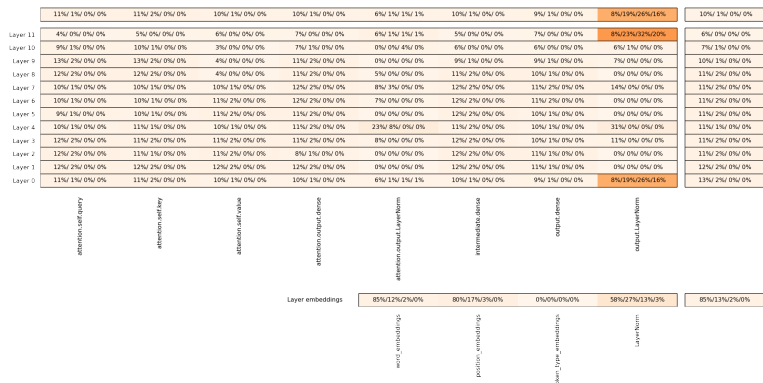 11%/ 1%/ 0%/ 0% 11%/ 2%/ 0%/ 0% 10%/ 1%/ 0%/ 0% 10%/ 1%/ 0%/ 0% 6%/ 1%/ 1%/ 1% 10%/ 1%/ 0%/ 0% 9%/ 1%/ 0%/ 0% 8%/19%/26%/16% 10%/ 1%/ 0%/ 0%
Layer 11 4%/ 0%/ 0%/ 0% 5%/ 0%/ 0%/ 0% 6%/ 0%/ 0%/ 0% 7%/ 0%/ 0%/ 0% 6%/ 1%/ 1%/ 1% 5%/ 0%/ 0%/ 0% 7%/ 0%/ 0%/ 0% 8%/23%/32%/20% 6%/ 0%/ 0%/ 0%
Layer 10 9%/ 1%/ 0%/ 0% 10%/ 1%/ 0%/ 0% 3%/ 0%/ 0%/ 0% 7%/ 1%/ 0%/ 0% 0%/ 0%/ 4%/ 0% 6%/ 0%/ 0%/ 0% 6%/ 0%/ 0%/ 0% 6%/ 1%/ 0%/ 0% 7%/ 1%/ 0%/ 0%
Layer 9 13%/ 2%/ 0%/ 0% 13%/ 2%/ 0%/ 0% 4%/ 0%/ 0%/ 0% 11%/ 2%/ 0%/ 0% 0%/ 0%/ 0%/ 0% 9%/ 1%/ 0%/ 0% 9%/ 1%/ 0%/ 0% 7%/ 0%/ 0%/ 0% 10%/ 1%/ 0%/ 0%
Layer 8 12%/ 2%/ 0%/ 0% 12%/ 2%/ 0%/ 0% 4%/ 0%/ 0%/ 0% 11%/ 2%/ 0%/ 0% 5%/ 0%/ 0%/ 0% 11%/ 2%/ 0%/ 0% 10%/ 1%/ 0%/ 0% 0%/ 0%/ 0%/ 0% 11%/ 2%/ 0%/ 0%
Layer 7 10%/ 1%/ 0%/ 0% 10%/ 1%/ 0%/ 0% 10%/ 1%/ 0%/ 0% 12%/ 2%/ 0%/ 0% 8%/ 3%/ 0%/ 0% 12%/ 2%/ 0%/ 0% 11%/ 2%/ 0%/ 0% 14%/ 0%/ 0%/ 0% 11%/ 2%/ 0%/ 0%
Layer 6 10%/ 1%/ 0%/ 0% 10%/ 1%/ 0%/ 0% 11%/ 2%/ 0%/ 0% 12%/ 2%/ 0%/ 0% 7%/ 0%/ 0%/ 0% 12%/ 2%/ 0%/ 0% 11%/ 2%/ 0%/ 0% 0%/ 0%/ 0%/ 0% 11%/ 2%/ 0%/ 0%
Layer 5 9%/ 1%/ 0%/ 0% 10%/ 1%/ 0%/ 0% 11%/ 2%/ 0%/ 0% 12%/ 2%/ 0%/ 0% 0%/ 0%/ 0%/ 0% 12%/ 2%/ 0%/ 0% 11%/ 2%/ 0%/ 0% 0%/ 0%/ 0%/ 0% 11%/ 2%/ 0%/ 0%
Layer 4 10%/ 1%/ 0%/ 0% 11%/ 1%/ 0%/ 0% 10%/ 1%/ 0%/ 0% 11%/ 2%/ 0%/ 0% 23%/ 8%/ 0%/ 0% 11%/ 2%/ 0%/ 0% 10%/ 1%/ 0%/ 0% 31%/ 0%/ 0%/ 0% 11%/ 1%/ 0%/ 0%
Layer 3 12%/ 2%/ 0%/ 0% 11%/ 2%/ 0%/ 0% 11%/ 2%/ 0%/ 0% 11%/ 2%/ 0%/ 0% 8%/ 0%/ 0%/ 0% 12%/ 2%/ 0%/ 0% 10%/ 1%/ 0%/ 0% 11%/ 0%/ 0%/ 0% 11%/ 2%/ 0%/ 0%
Layer 2 12%/ 2%/ 0%/ 0% 11%/ 1%/ 0%/ 0% 11%/ 2%/ 0%/ 0% 8%/ 1%/ 0%/ 0% 0%/ 0%/ 0%/ 0% 12%/ 2%/ 0%/ 0% 11%/ 1%/ 0%/ 0% 0%/ 0%/ 0%/ 0% 11%/ 2%/ 0%/ 0%
Layer 1 12%/ 2%/ 0%/ 0% 12%/ 2%/ 0%/ 0% 11%/ 2%/ 0%/ 0% 12%/ 2%/ 0%/ 0% 0%/ 0%/ 0%/ 0% 12%/ 2%/ 0%/ 0% 11%/ 1%/ 0%/ 0% 0%/ 0%/ 0%/ 0% 11%/ 2%/ 0%/ 0%
Layer 0 11%/ 1%/ 0%/ 0% 11%/ 2%/ 0%/ 0% 10%/ 1%/ 0%/ 0% 10%/ 1%/ 0%/ 0% 6%/ 1%/ 1%/ 1% 10%/ 1%/ 0%/ 0% 9%/ 1%/ 0%/ 0% 8%/19%/26%/16% 13%/ 2%/ 0%/ 0%
attention.self.query
attention.self.key
attention.self.value
attention.output.dense
attention.output.LayerNorm
intermediate.dense
output.dense
output.LayerNorm
Layer embeddings 85%/12%/2%/0% 80%/17%/3%/0% 0%/0%/0%/0% 58%/27%/13%/3% 85%/13%/2%/0%
word_embeddings
position_embeddings
ken_type_embeddings
LayerNorm